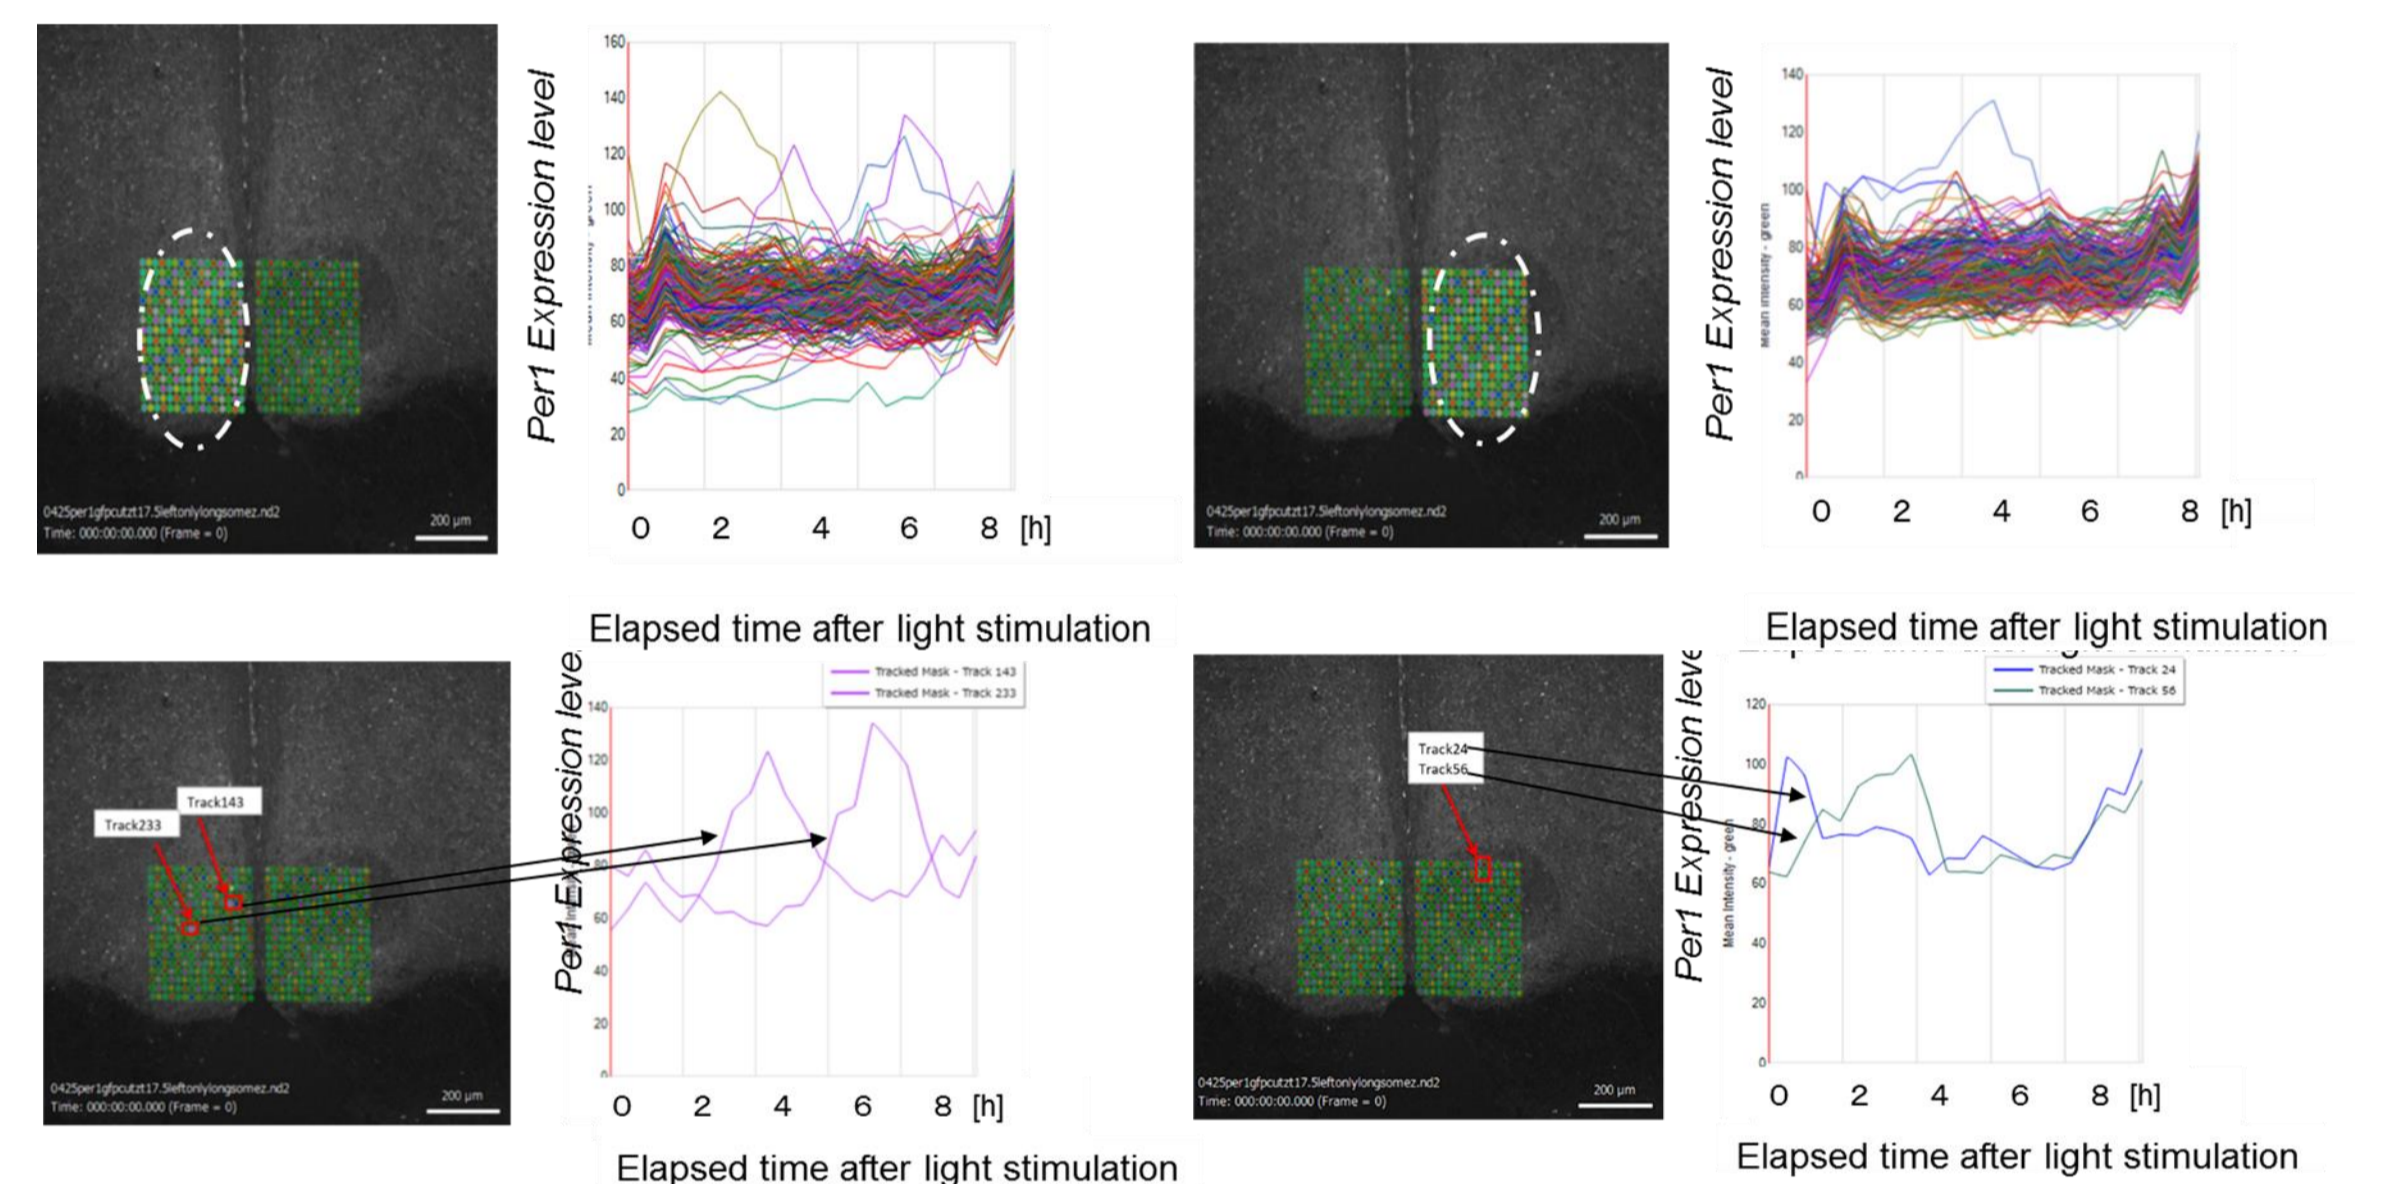 Per1 Expression level
160
140
120
100
80
60
40
20
0
0 2 4 6 8 [h]
Elapsed time after light stimulation
0425per1gfpcutzt17.5leftonlylongsomez.nd2
Time: 000:00:00.000 (Frame = 0)
200 µm
Per1 Expression level
Mean Intensity - green
140
120
100
80
60
40
20
0
0 2 4 6 8 [h]
Elapsed time after light stimulation
0425per1gfpcutzt17.5leftonlylongsomez.nd2
Time: 000:00:00.000 (Frame = 0)
200 µm
Track143
Track233
0425per1gfpcutzt17.5leftonlylongsomez.nd2
Time: 000:00:00.000 (Frame = 0)
200 µm
Per1 Expression level
Tracked Mask - Track 143
Tracked Mask - Track 233
140
120
100
80
60
40
20
0
0 2 4 6 8 [h]
Elapsed time after light stimulation
Track24
Track56
0425per1gfpcutzt17.5leftonlylongsomez.nd2
Time: 000:00:00.000 (Frame = 0)
200 µm
Per1 Expression leve
Mean Intensity - green
Tracked Mask - Track 24
Tracked Mask - Track 56
120
100
80
60
40
20
0
0 2 4 6 8 [h]
Elapsed time after light stimulation